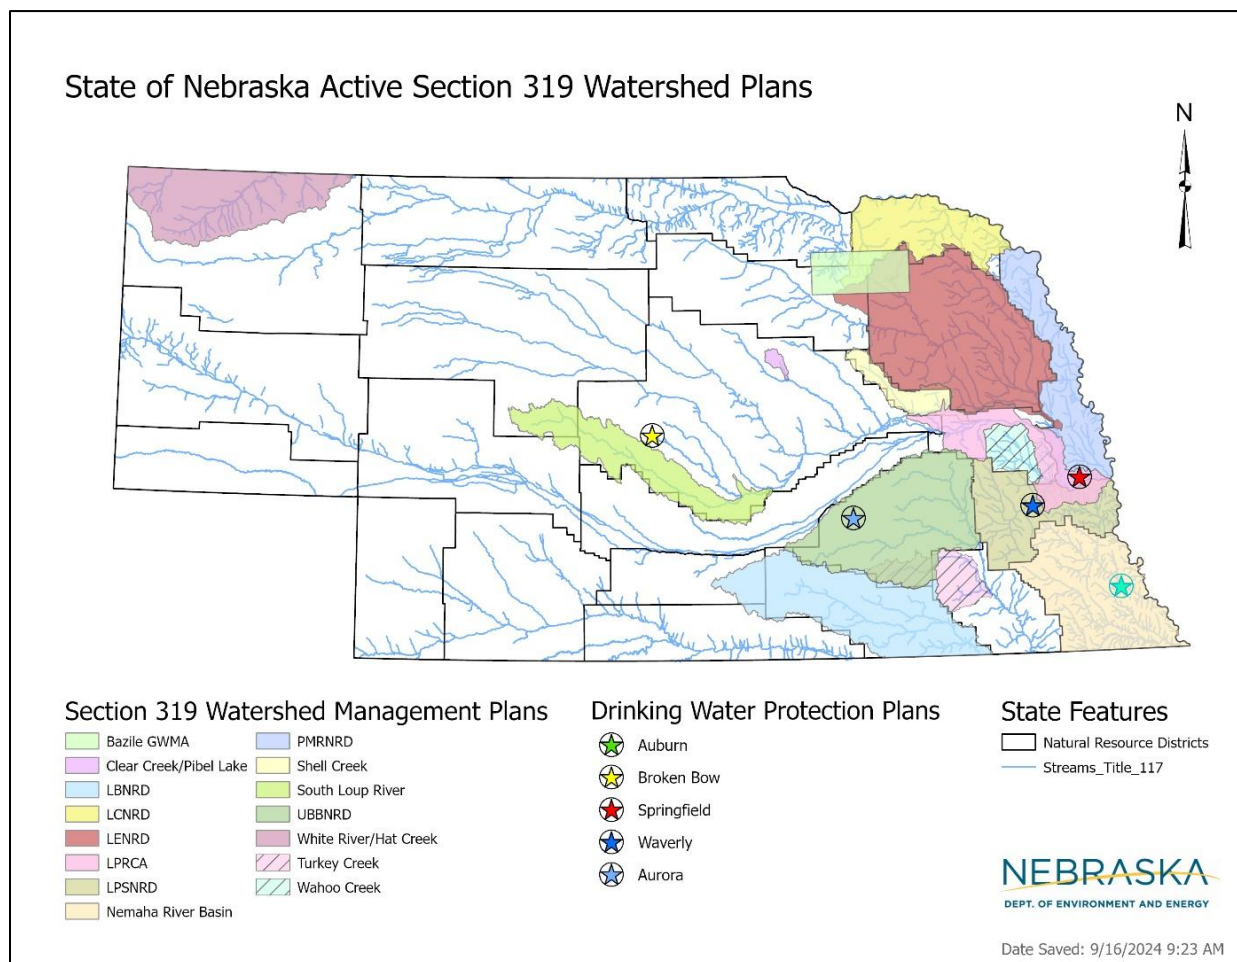 State of Nebraska Active Section 319 Watershed Plans
N
Section 319 Watershed Management Plans
Bazile GWMA
Clear Creek/Pibel Lake
LBNRD
LCNRD
LENRD
LPRCA
LPSNRD
Nemaha River Basin
PMRNRD
Shell Creek
South Loup River
UBBNRD
White River/Hat Creek
Turkey Creek
Wahoo Creek
Drinking Water Protection Plans
Auburn
Broken Bow
Springfield
Waverly
Aurora
State Features
Natural Resource Districts
Streams_Title_117
NEBRASKA
DEPT. OF ENVIRONMENT AND ENERGY
Date Saved: 9/16/2024 9:23 AM